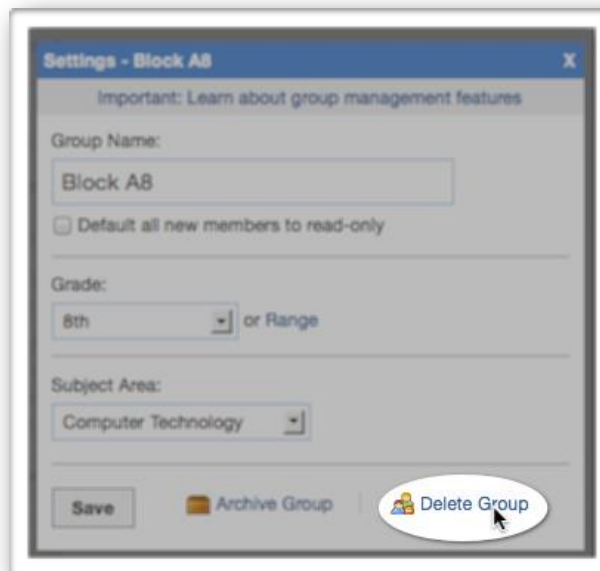 Settings - Block A8 X
Important: Learn about group management features
Group Name:
Block A8
Default all new members to read-only
Grade:
8th or Range
Subject Area:
Computer Technology
Save Archive Group Delete Group